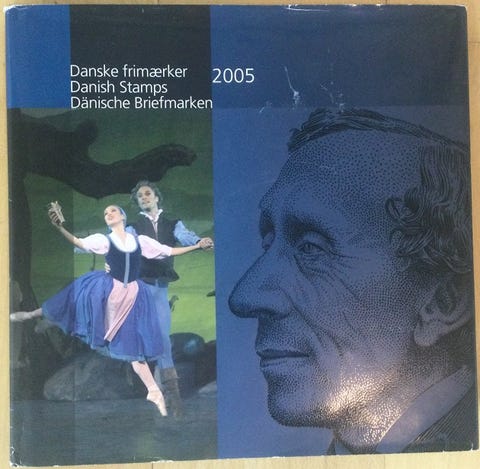 Danske frimærker
Danish Stamps
Dänische Briefmarken
2005